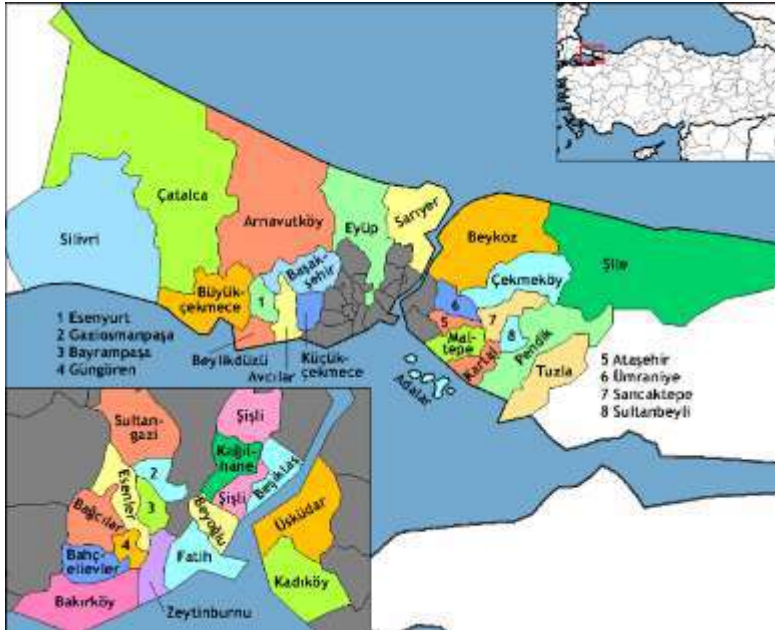 Çatalca
Silivri
Arnavutköy
Eyüp
Sarıyer
Başak-
şehir
Büyük-
çekmece
1
Beylikdüzü
Avcılar
Küçük-
çekmece
Beykoz
Şile
Çekmeköy
6
5
7
8
Mal-
tepe
Kartal
Pendik
Tuzla
Adalar
1 Esenyurt
2 Gaziosmanpaşa
3 Bayrampaşa
4 Güngören
5 Ataşehir
6 Ümraniye
7 Sancaktepe
8 Sultanbeyli
Sultan-
gazi
Şişli
Kağıt-
hane
Beşiktaş
2
Esenler
3
Şişli
Beyoğlu
Üsküdar
Bağcılar
4
Bahç-
elievler
Fatih
Kadıköy
Bakırköy
Zeytinburnu